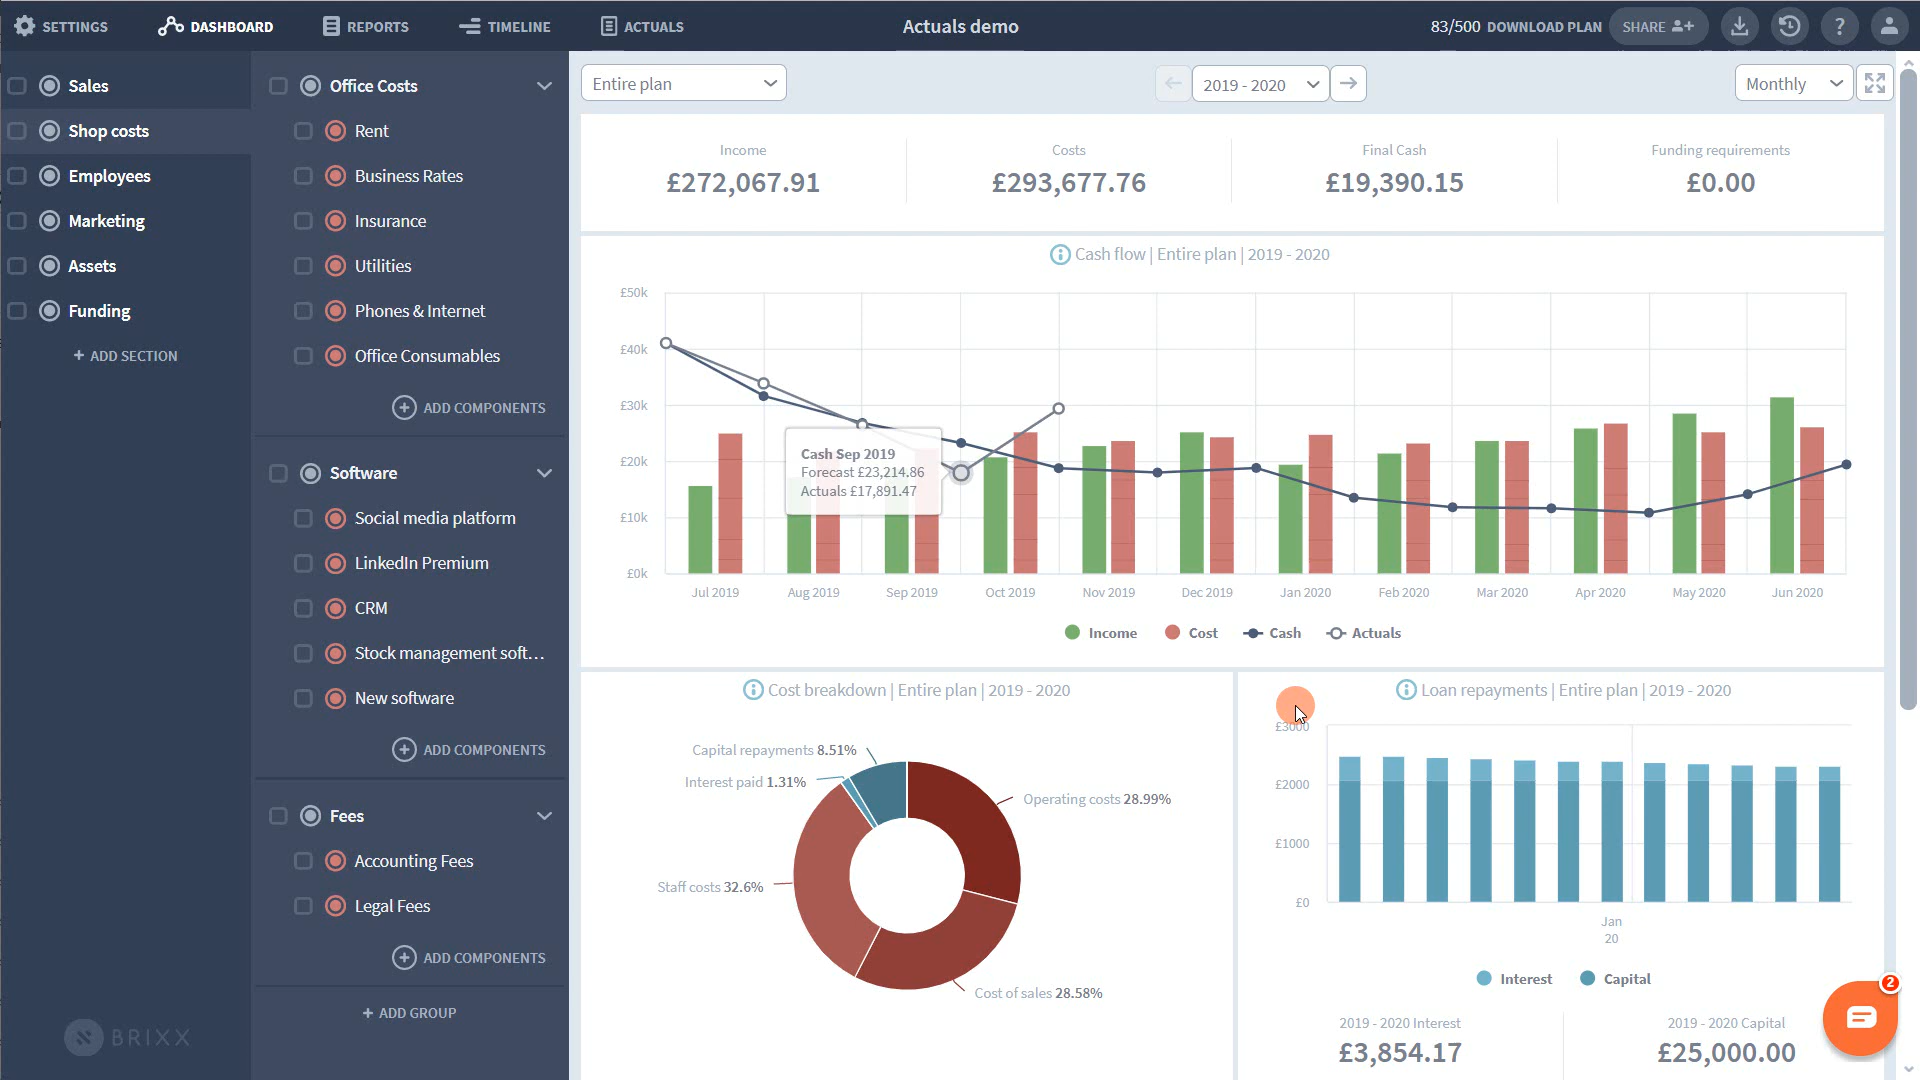 SETTINGS
DASHBOARD
REPORTS
TIMELINE
ACTUALS
Actuals demo
83/500 DOWNLOAD PLAN
SHARE
?
Sales
Shop costs
Employees
Marketing
Assets
Funding
+ ADD SECTION
BRIXX
Office Costs
Rent
Business Rates
Insurance
Utilities
Phones & Internet
Office Consumables
ADD COMPONENTS
Software
Social media platform
LinkedIn Premium
CRM
Stock management soft...
New software
ADD COMPONENTS
Fees
Accounting Fees
Legal Fees
ADD COMPONENTS
+ ADD GROUP
Entire plan
2019 - 2020
Monthly
Income
£272,067.91
Costs
£293,677.76
Final Cash
£19,390.15
Funding requirements
£0.00
Cash flow | Entire plan | 2019 - 2020
£50k
£40k
£30k
£20k
£10k
£0k
Cash Sep 2019
Forecast £23,214.86
Actuals £17,891.47
Jul 2019
Aug 2019
Sep 2019
Oct 2019
Nov 2019
Dec 2019
Jan 2020
Feb 2020
Mar 2020
Apr 2020
May 2020
Jun 2020
Income
Cost
Cash
Actuals
Cost breakdown | Entire plan | 2019 - 2020
Capital repayments 8.51%
Interest paid 1.31%
Operating costs 28.99%
Staff costs 32.6%
Cost of sales 28.58%
Loan repayments | Entire plan | 2019 - 2020
£3000
£2000
£1000
£0
Jan
20
Interest
Capital
2019 - 2020 Interest
£3,854.17
2019 - 2020 Capital
£25,000.00
2